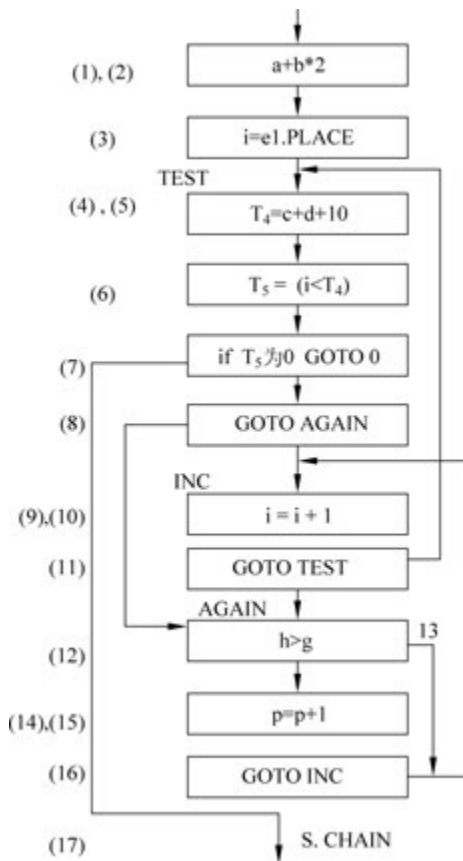 (1), (2) a+b*2
(3) i=e1.PLACE
TEST
(4) , (5) T₄=c+d+10
(6) T₅ = (i<T₄)
(7) if T₅为0 GOTO 0
(8) GOTO AGAIN
INC
(9),(10) i = i + 1
(11) GOTO TEST
AGAIN
(12) h>g 13
(14),(15) p=p+1
(16) GOTO INC
(17) S. CHAIN